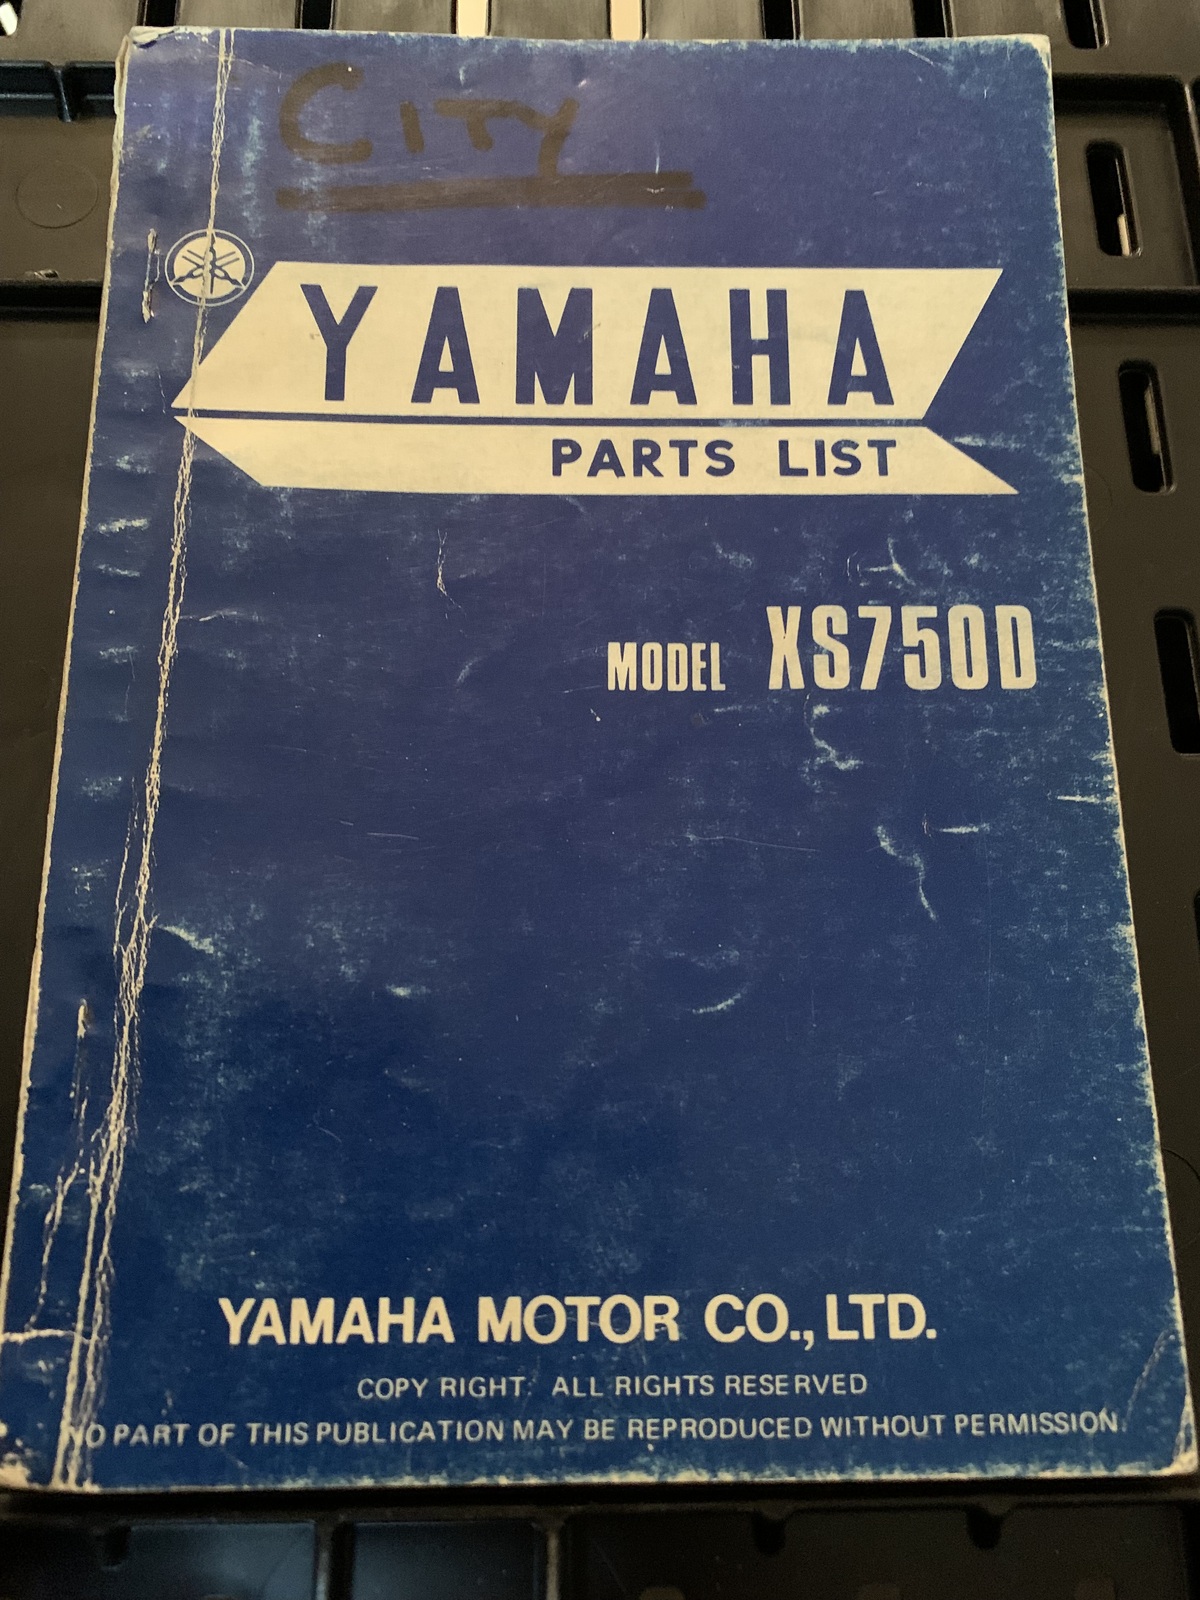 CITY
YAMAHA
PARTS LIST
MODEL XS750D
YAMAHA MOTOR CO., LTD.
COPY RIGHT: ALL RIGHTS RESERVED
NO PART OF THIS PUBLICATION MAY BE REPRODUCED WITHOUT PERMISSION.